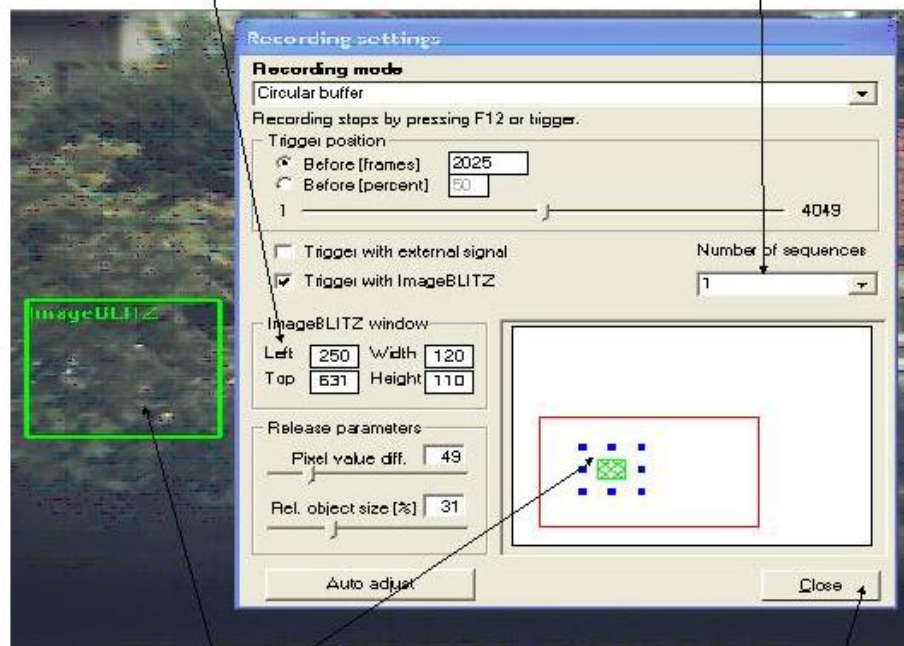 Recording settings
Recording mode
Circular buffer
Recording stops by pressing F12 or trigger.
Trigger position
Before [frames] 2025
Before [percent] 50
1 4049
Trigger with external signal
Number of sequences
Trigger with ImageBLITZ
1
ImageBLITZ
ImageBLITZ window
Left 250 Width 120
Top 631 Height 110
Release parameters
Pixel value diff. 49
Rel. object size [%] 31
Auto adjust
Close